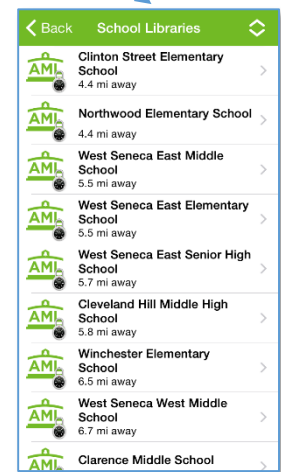 Back School Libraries
Clinton Street Elementary
School
4.4 mi away
AMI
Northwood Elementary School
4.4 mi away
AMI
West Seneca East Middle
School
5.5 mi away
AMI
West Seneca East Elementary
School
5.5 mi away
AMI
West Seneca East Senior High
School
5.7 mi away
AMI
Cleveland Hill Middle High
School
5.8 mi away
AMI
Winchester Elementary
School
6.5 mi away
AMI
West Seneca West Middle
School
6.7 mi away
AMI
Clarence Middle School
AMI